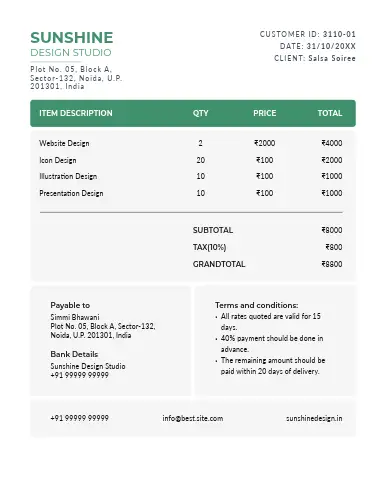 SUNSHINE
DESIGN STUDIO
Plot No. 05, Block A,
Sector-132, Noida, U.P.
201301, India
CUSTOMER ID: 3110-01
DATE: 31/10/20XX
CLIENT: Salsa Soiree
ITEM DESCRIPTION QTY PRICE TOTAL
Website Design 2 ₹2000 ₹4000
Icon Design 20 ₹100 ₹2000
Illustration Design 10 ₹100 ₹1000
Presentation Design 10 ₹100 ₹1000
SUBTOTAL ₹8000
TAX(10%) ₹800
GRANDTOTAL ₹8800
Payable to
Simmi Bhawani
Plot No. 05, Block A, Sector-132,
Noida, U.P. 201301, India
Bank Details
Sunshine Design Studio
+91 99999 99999
Terms and conditions:
• All rates quoted are valid for 15
days.
• 40% payment should be done in
advance.
• The remaining amount should be
paid within 20 days of delivery.
+91 99999 99999 info@best.site.com sunshinedesign.in